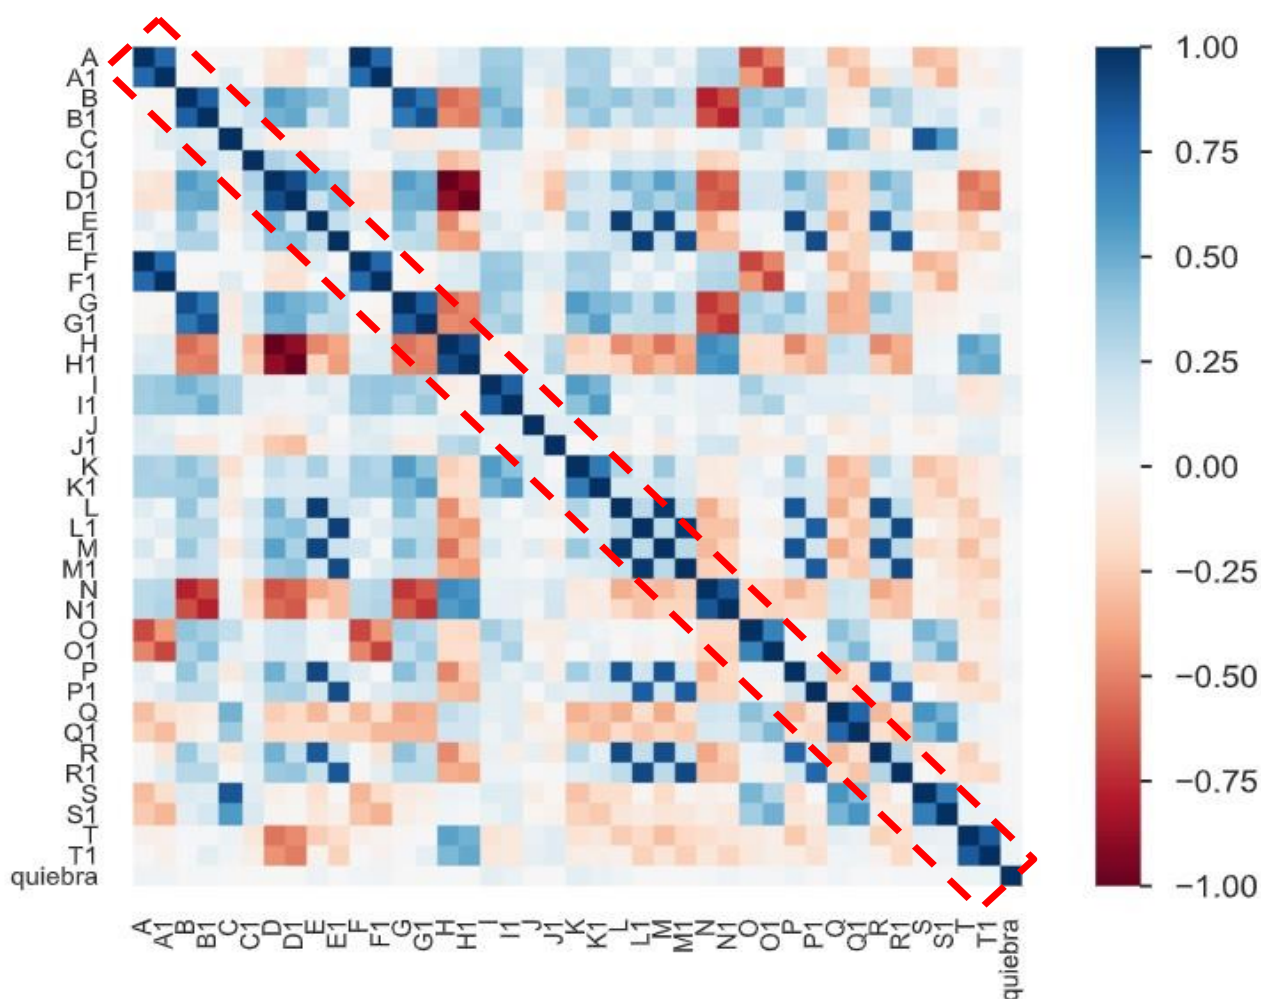 A
A1
B
B1
C
C1
D
D1
E
E1
F
F1
G
G1
H
H1
I
I1
J
J1
K
K1
L
L1
M
M1
N
N1
O
O1
P
P1
Q
Q1
R
R1
S
S1
T
T1
quiebra
A A1 B B1 C C1 D D1 E E1 F F1 G G1 H H1 I I1 J J1 K K1 L L1 M M1 N N1 O O1 P P1 Q Q1 R R1 S S1 T T1 quiebra
1.00
0.75
0.50
0.25
0.00
−0.25
−0.50
−0.75
−1.00